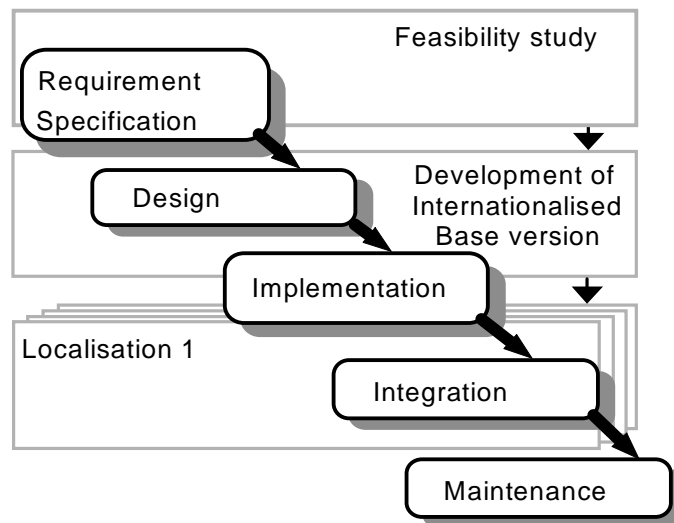 Feasibility study
Requirement
Specification
Development of
Internationalised
Base version
Design
Implementation
Localisation 1
Integration
Maintenance